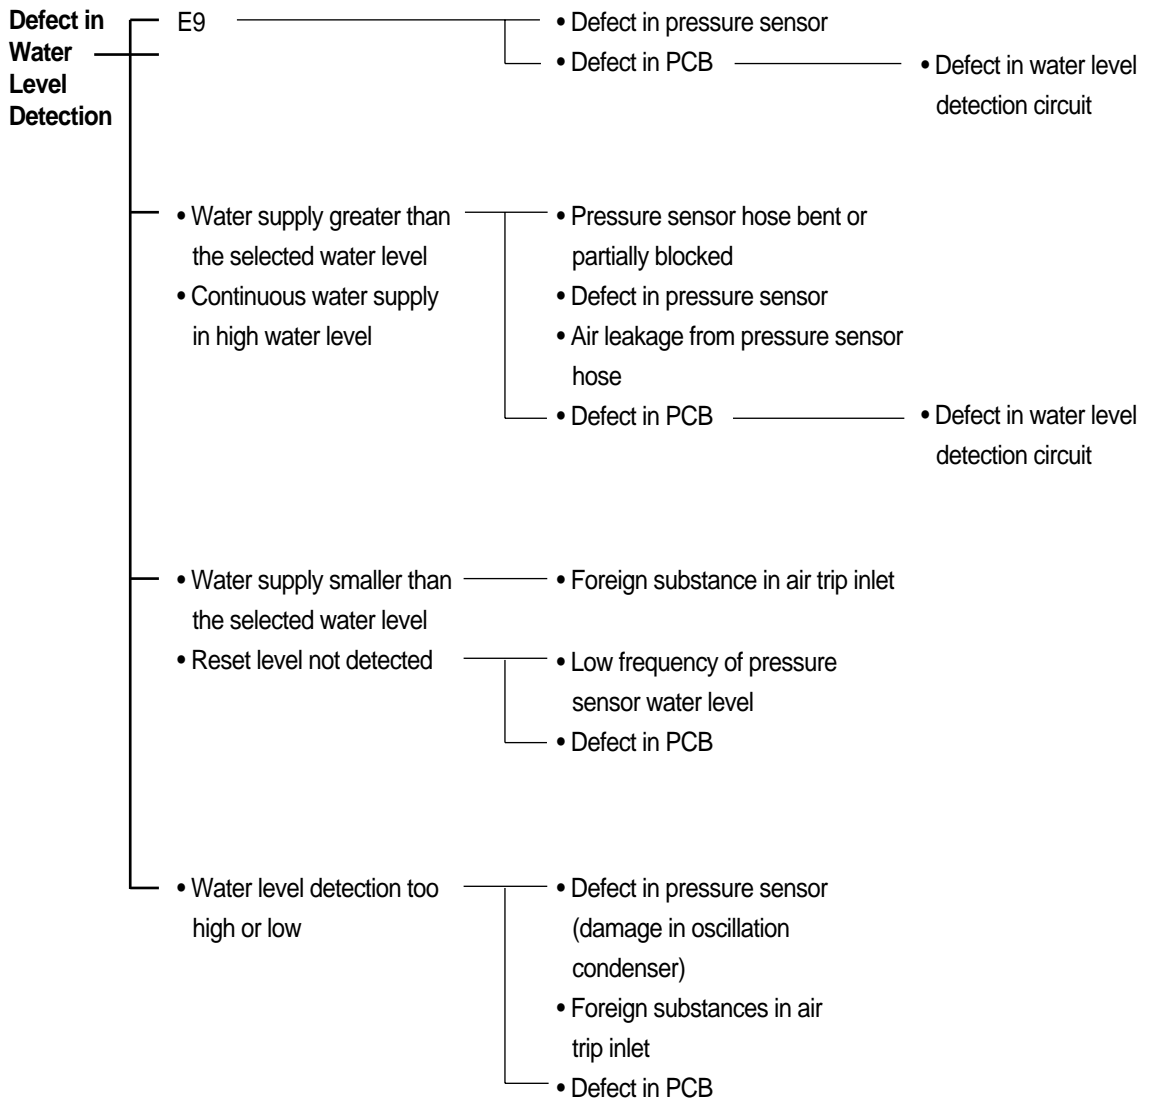 Defect in
Water
Level
Detection
E9
• Defect in pressure sensor
• Defect in PCB
• Defect in water level
detection circuit
• Water supply greater than
the selected water level
• Continuous water supply
in high water level
• Pressure sensor hose bent or
partially blocked
• Defect in pressure sensor
• Air leakage from pressure sensor
hose
• Defect in PCB
• Defect in water level
detection circuit
• Water supply smaller than
the selected water level
• Foreign substance in air trip inlet
• Reset level not detected
• Low frequency of pressure
sensor water level
• Defect in PCB
• Water level detection too
high or low
• Defect in pressure sensor
(damage in oscillation
condenser)
• Foreign substances in air
trip inlet
• Defect in PCB